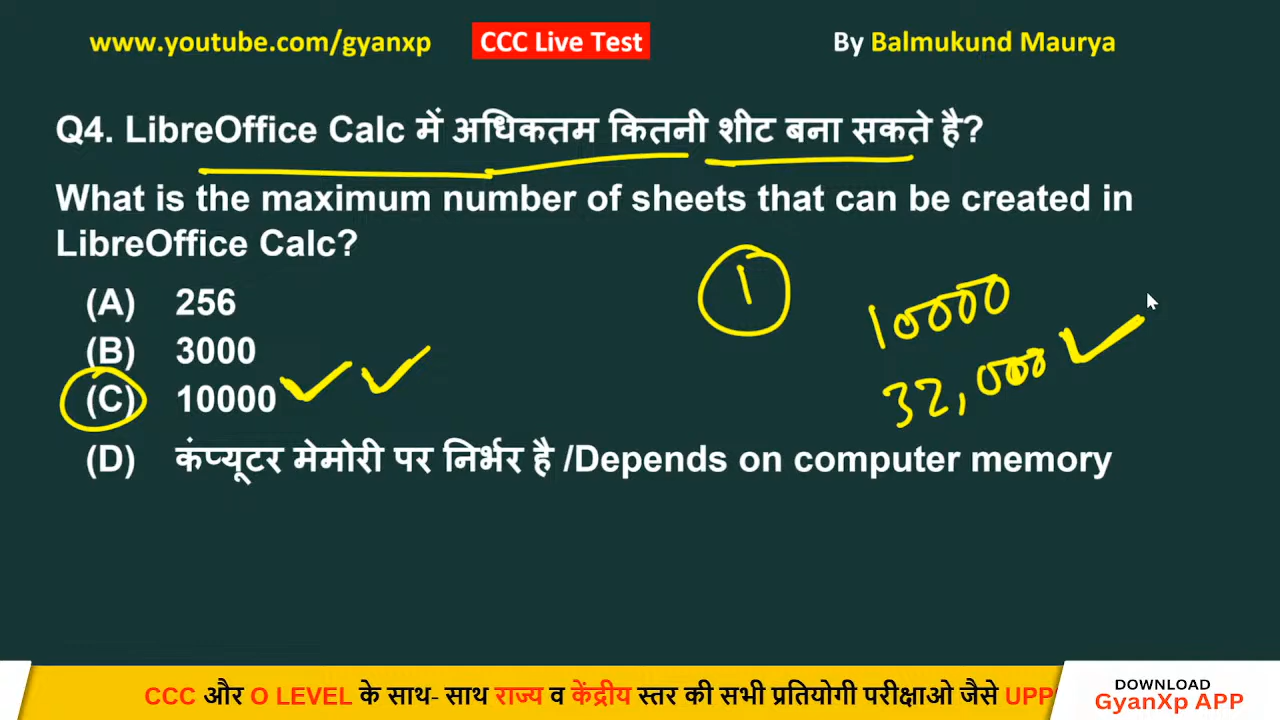 www.youtube.com/gyanxp CCC Live Test By Balmukund Maurya
Q4. LibreOffice Calc में अधिकतम कितनी शीट बना सकते है?
What is the maximum number of sheets that can be created in
LibreOffice Calc?
(A) 256
(B) 3000
(C) 10000
(D) कंप्यूटर मेमोरी पर निर्भर है /Depends on computer memory
1
10000
32,000
CCC और O LEVEL के साथ- साथ राज्य व केंद्रीय स्तर की सभी प्रतियोगी परीक्षाओ जैसे UPP
DOWNLOAD
GyanXp APP